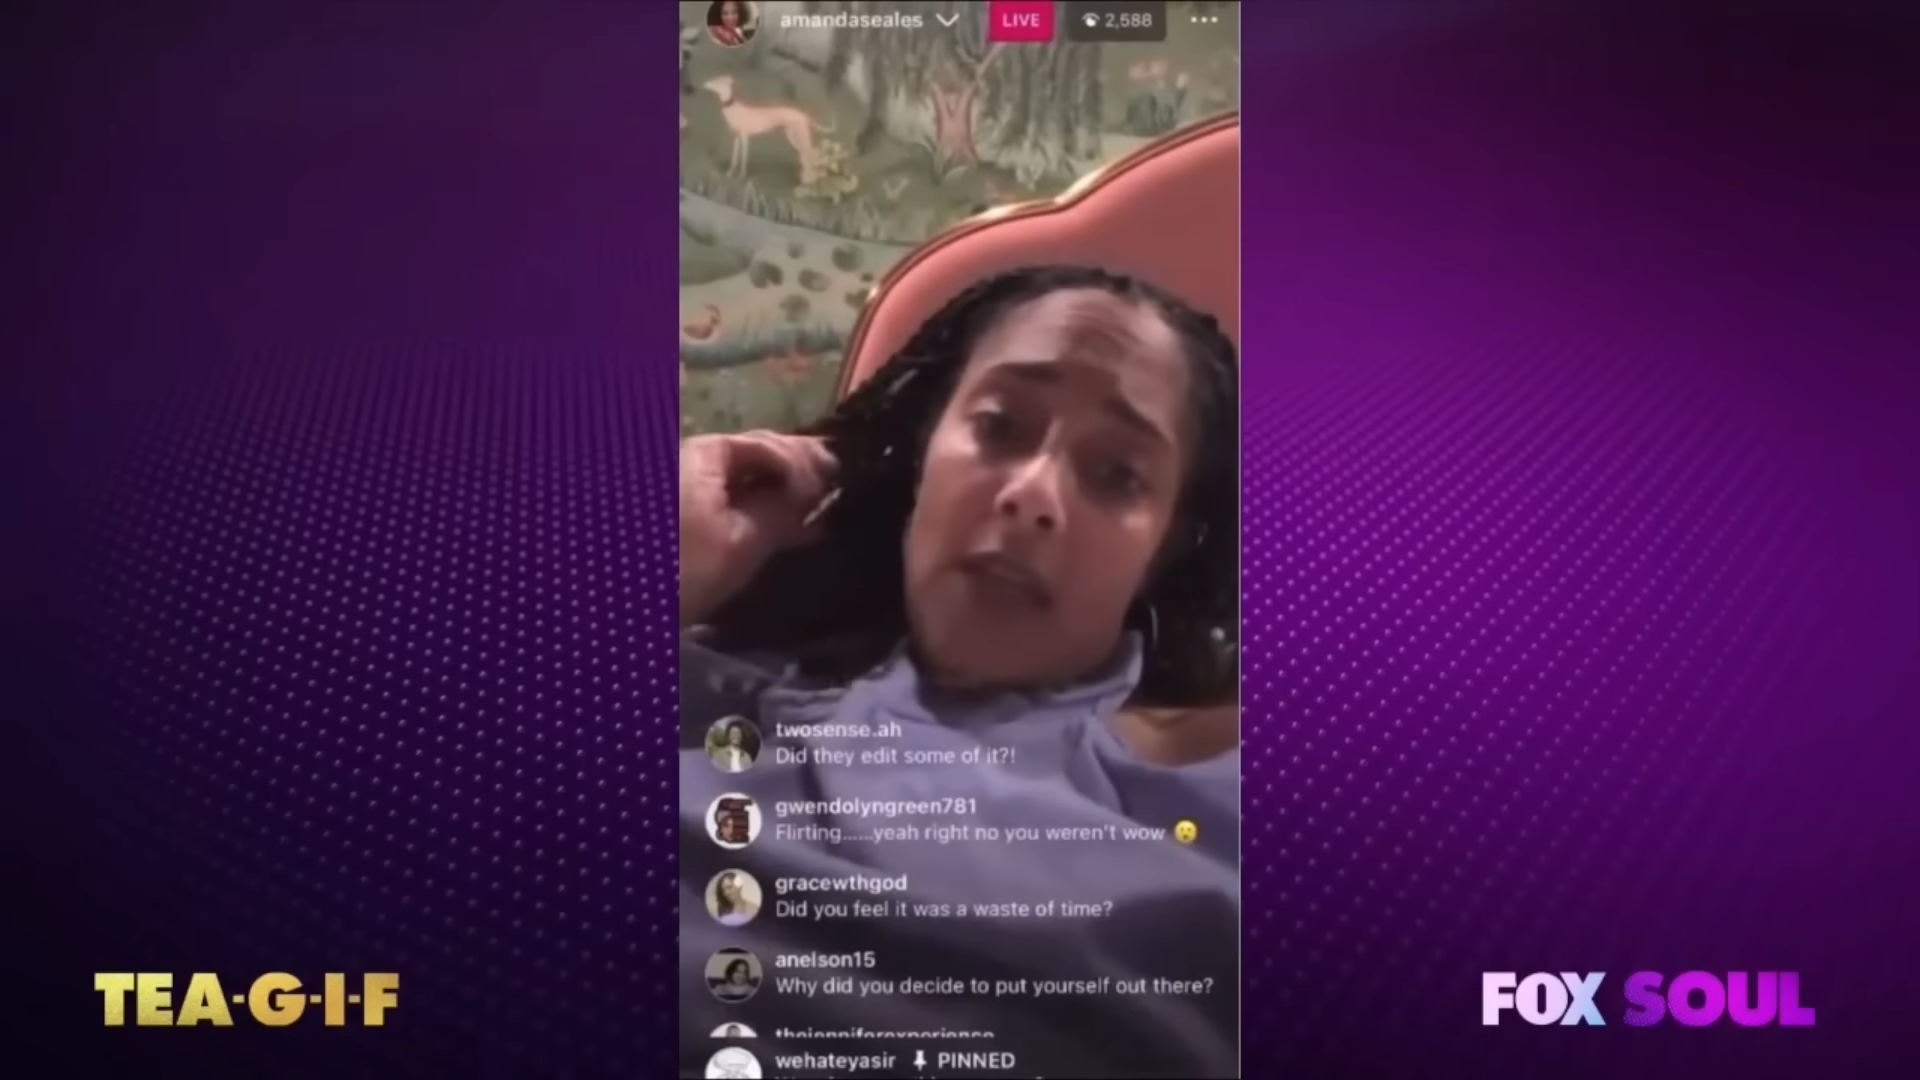 amandaseales
LIVE
2,588
twosense.ah
Did they edit some of it?!
gwendolyngreen781
Flirting......yeah right no you weren't wow 😮
gracewthgod
Did you feel it was a waste of time?
anelson15
Why did you decide to put yourself out there?
thejenniferexperience
wehateyasir PINNED
TEA-G-I-F
FOX SOUL